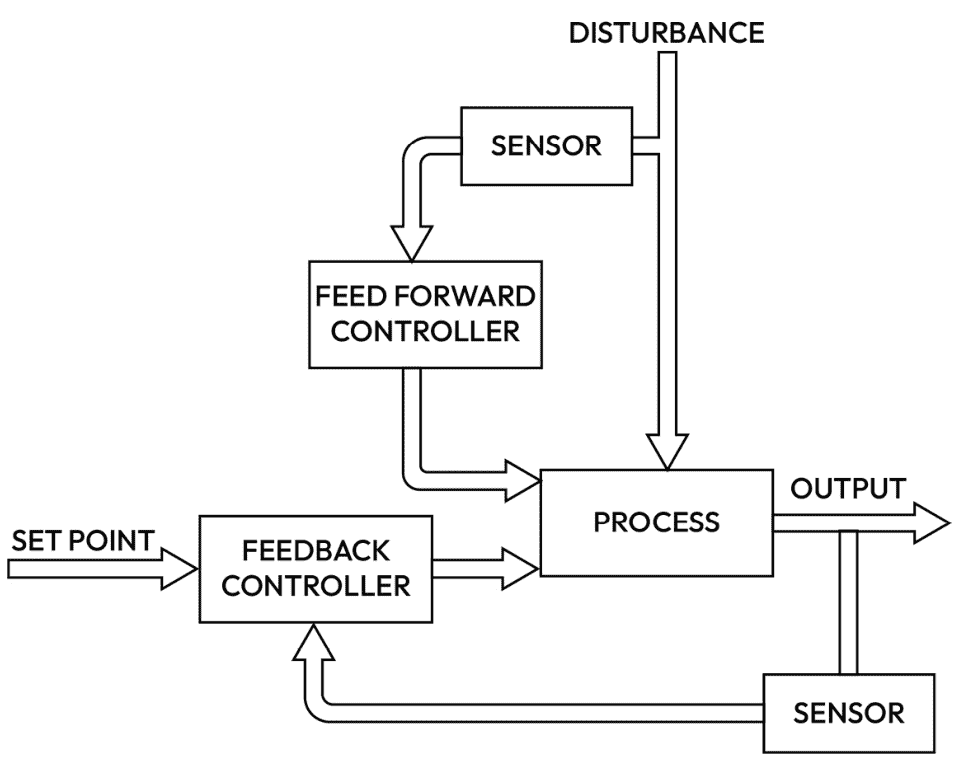 DISTURBANCE
SENSOR
FEED FORWARD
CONTROLLER
OUTPUT
PROCESS
SET POINT
FEEDBACK
CONTROLLER
SENSOR